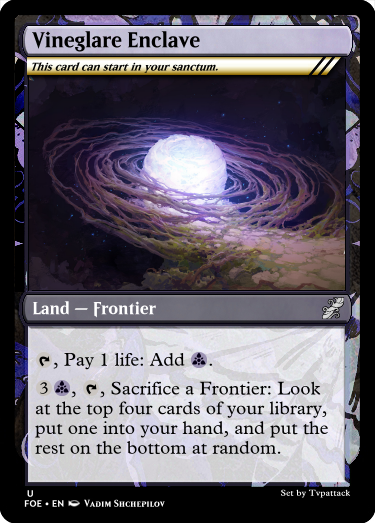 Vineglare Enclave
This card can start in your sanctum.
Land — Frontier
, Pay 1 life: Add .
3 , , Sacrifice a Frontier: Look
at the top four cards of your library,
put one into your hand, and put the
rest on the bottom at random.
U
Set by Tvpattack
FOE • EN Vadim Shchepilov